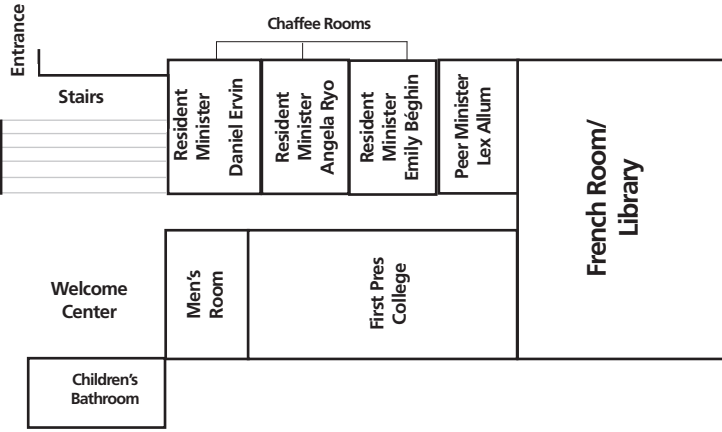 Chaffee Rooms
Entrance
Stairs
Resident
Minister
Daniel Ervin
Resident
Minister
Angela Ryo
Resident
Minister
Emily Béghin
Peer Minister
Lex Allum
French Room/
Library
Welcome
Center
Men's
Room
First Pres
College
Children's
Bathroom